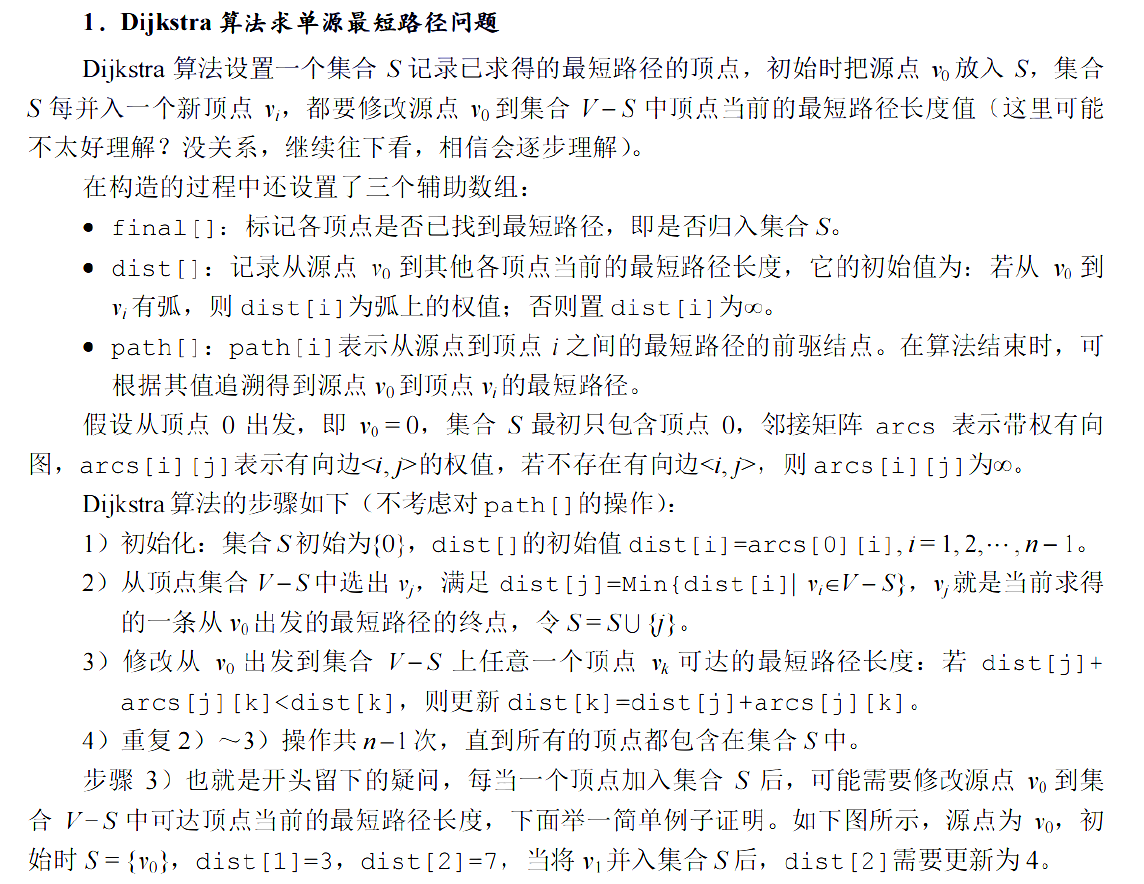 1．Dijkstra 算法求单源最短路径问题
Dijkstra 算法设置一个集合 S 记录已求得的最短路径的顶点，初始时把源点 v0 放入 S，集合
S 每并入一个新顶点 vi，都要修改源点 v0 到集合 V−S 中顶点当前的最短路径长度值（这里可能
不太好理解？没关系，继续往下看，相信会逐步理解）。
在构造的过程中还设置了三个辅助数组：
● final[]：标记各顶点是否已找到最短路径，即是否归入集合 S。
● dist[]：记录从源点 v0 到其他各顶点当前的最短路径长度，它的初始值为：若从 v0 到
vi 有弧，则 dist[i]为弧上的权值；否则置 dist[i]为∞。
● path[]：path[i]表示从源点到顶点 i 之间的最短路径的前驱结点。在算法结束时，可
根据其值追溯得到源点 v0 到顶点 vi 的最短路径。
假设从顶点 0 出发，即 v0 = 0，集合 S 最初只包含顶点 0，邻接矩阵 arcs 表示带权有向
图，arcs[i][j]表示有向边<i, j>的权值，若不存在有向边<i, j>，则 arcs[i][j]为∞。
Dijkstra 算法的步骤如下（不考虑对 path[]的操作）：
1）初始化：集合 S 初始为{0}，dist[]的初始值 dist[i]=arcs[0][i], i = 1, 2,⋯, n − 1。
2）从顶点集合 V−S 中选出 vj，满足 dist[j]=Min{dist[i]| vi∈V − S}，vj 就是当前求得
的一条从 v0 出发的最短路径的终点，令 S = S∪{j}。
3）修改从 v0 出发到集合 V−S 上任意一个顶点 vk 可达的最短路径长度：若 dist[j]+
arcs[j][k]<dist[k]，则更新 dist[k]=dist[j]+arcs[j][k]。
4）重复 2）～3）操作共 n−1 次，直到所有的顶点都包含在集合 S 中。
步骤 3）也就是开头留下的疑问，每当一个顶点加入集合 S 后，可能需要修改源点 v0 到集
合 V−S 中可达顶点当前的最短路径长度，下面举一简单例子证明。如下图所示，源点为 v0，初
始时 S = {v0}，dist[1]=3，dist[2]=7，当将 v1 并入集合 S 后，dist[2]需要更新为 4。